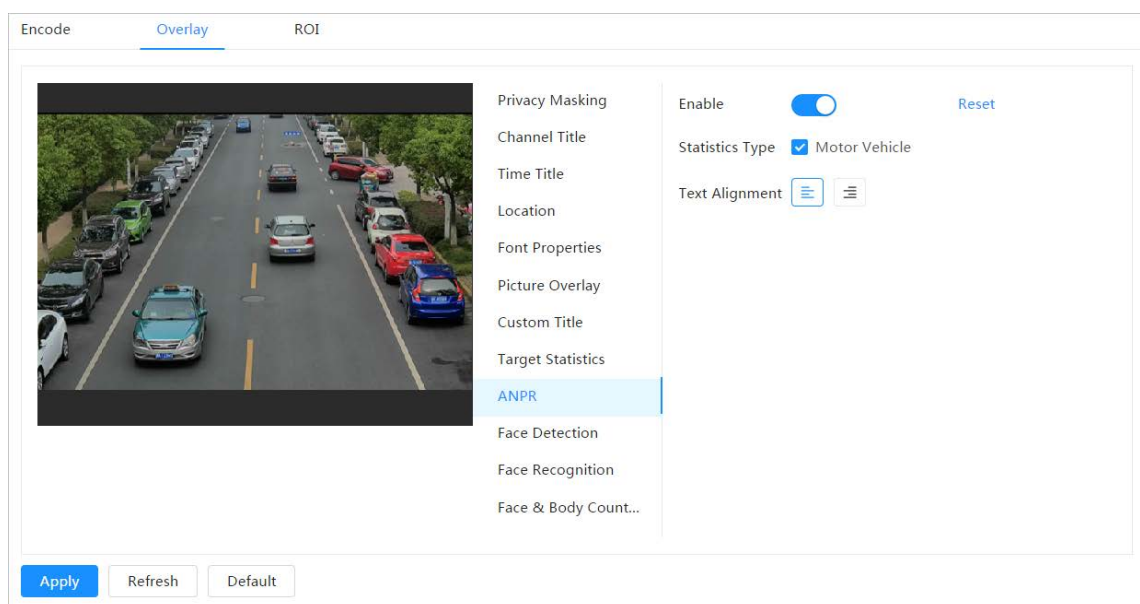 Encode Overlay ROI
Privacy Masking
Channel Title
Time Title
Location
Font Properties
Picture Overlay
Custom Title
Target Statistics
ANPR
Face Detection
Face Recognition
Face & Body Count...
Enable Reset
Statistics Type Motor Vehicle
Text Alignment
Apply Refresh Default